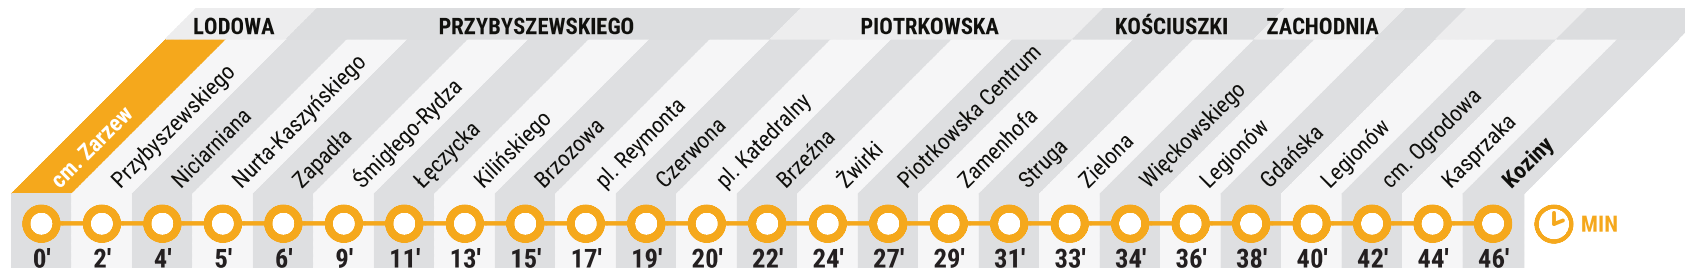 LODOWA PRZYBYSZEWSKIEGO PIOTRKOWSKA KOŚCIUSZKI ZACHODNIA
cm. Zarzew
Przybyszewskiego
Niciarniana
Nurta-Kaszyńskiego
Zapadła
Śmigłego-Rydza
Łęczycka
Kilińskiego
Brzozowa
pl. Reymonta
Czerwona
pl. Katedralny
Brzeźna
Żwirki
Piotrkowska Centrum
Zamenhofa
Struga
Zielona
Więckowskiego
Legionów
Gdańska
Legionów
cm. Ogrodowa
Kasprzaka
Koziny
MIN
0' 2' 4' 5' 6' 9' 11' 13' 15' 17' 19' 20' 22' 24' 27' 29' 31' 33' 34' 36' 38' 40' 42' 44' 46'